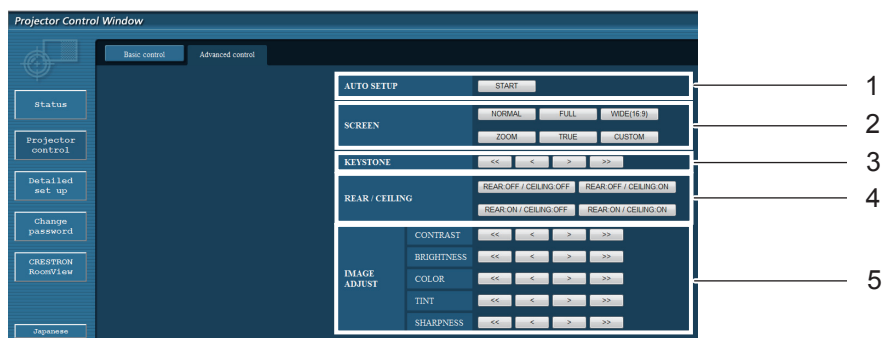 Projector Control Window
Basic control Advanced control
Status
Projector control
Detailed set up
Change password
CRESTRON RoomView
Japanese
AUTO SETUP START
SCREEN NORMAL FULL WIDE(16:9)
ZOOM TRUE CUSTOM
KEYSTONE << < > >>
REAR / CEILING REAR:OFF / CEILING:OFF REAR:OFF / CEILING:ON
REAR:ON / CEILING:OFF REAR:ON / CEILING:ON
IMAGE ADJUST
CONTRAST << < > >>
BRIGHTNESS << < > >>
COLOR << < > >>
TINT << < > >>
SHARPNESS << < > >>
1
2
3
4
5